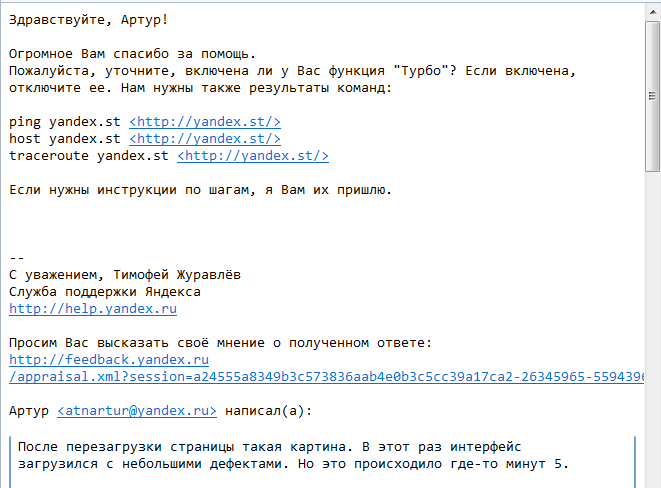 Здравствуйте, Артур!
Огромное Вам спасибо за помощь.
Пожалуйста, уточните, включена ли у Вас функция "Турбо"? Если включена,
отключите ее. Нам нужны также результаты команд:
ping yandex.st <http://yandex.st/>
host yandex.st <http://yandex.st/>
traceroute yandex.st <http://yandex.st/>
Если нужны инструкции по шагам, я Вам их пришлю.
--
С уважением, Тимофей Журавлёв
Служба поддержки Яндекса
http://help.yandex.ru
Просим Вас высказать своё мнение о полученном ответе:
http://feedback.yandex.ru
/appraisal.xml?session=a24555a8349b3c573836aab4e0b3c5cc39a17ca2-26345965-559439
Артур <atnartur@yandex.ru> написал(а):
После перезагрузки страницы такая картина. В этот раз интерфейс
загрузился с небольшими дефектами. Но это происходило где-то минут 5.